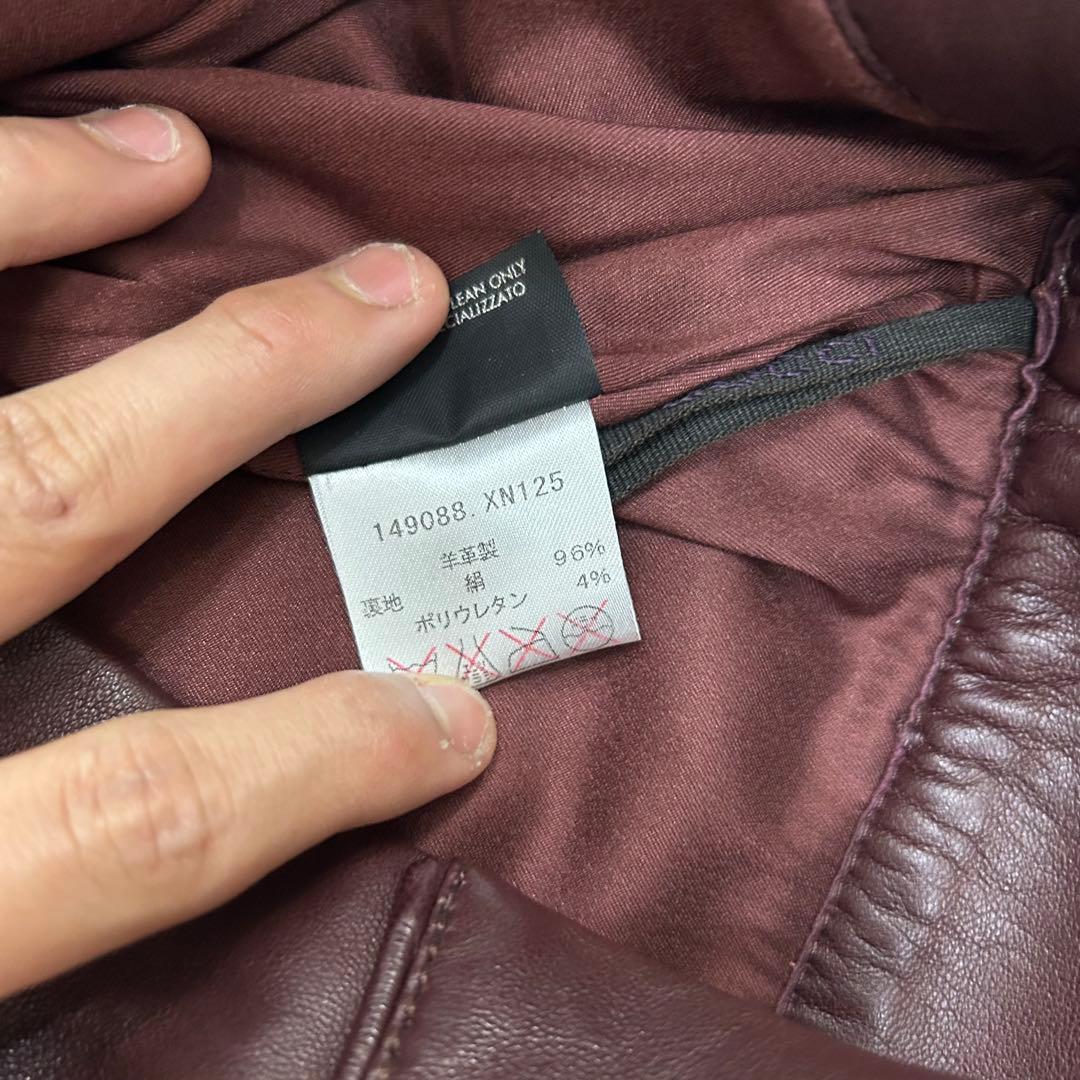 LEAN ONLY
CIALIZZATO
149088. XN125
羊革製
裏地 絹 96%
ポリウレタン 4%